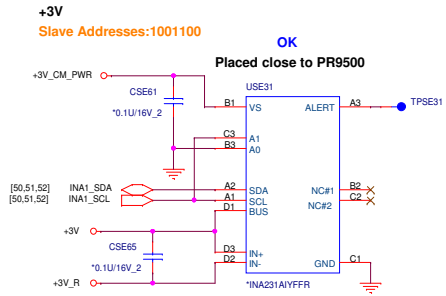 +3V
Slave Addresses:1001100
OK
Placed close to PR9500
+3V_CM_PWR
CSE61
*0.1U/16V_2
USE31
B1 VS ALERT A3 TPSE31
C3 A1
B3 A0
[50,51,52] INA1_SDA A2 SDA NC#1 B2
[50,51,52] INA1_SCL A1 SCL NC#2 C2
D1 BUS
+3V
CSE65
*0.1U/16V_2
D3 IN+
D2 IN- GND C1
+3V_R
*INA231AIYFFR